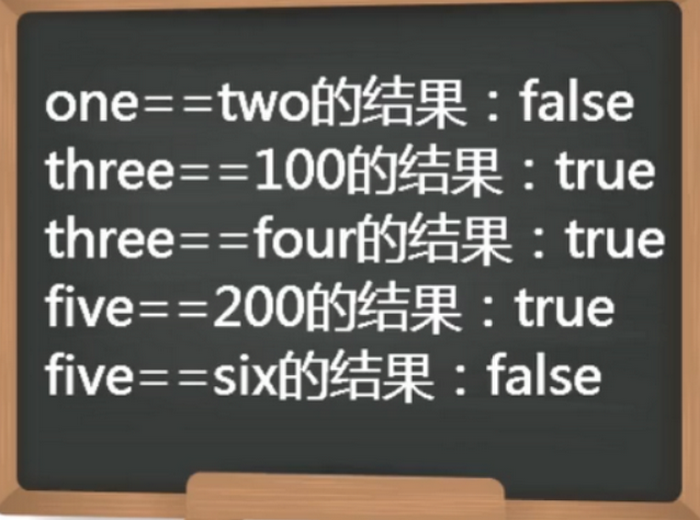 one==two的结果：false
three==100的结果：true
three==four的结果：true
five==200的结果：true
five==six的结果：false